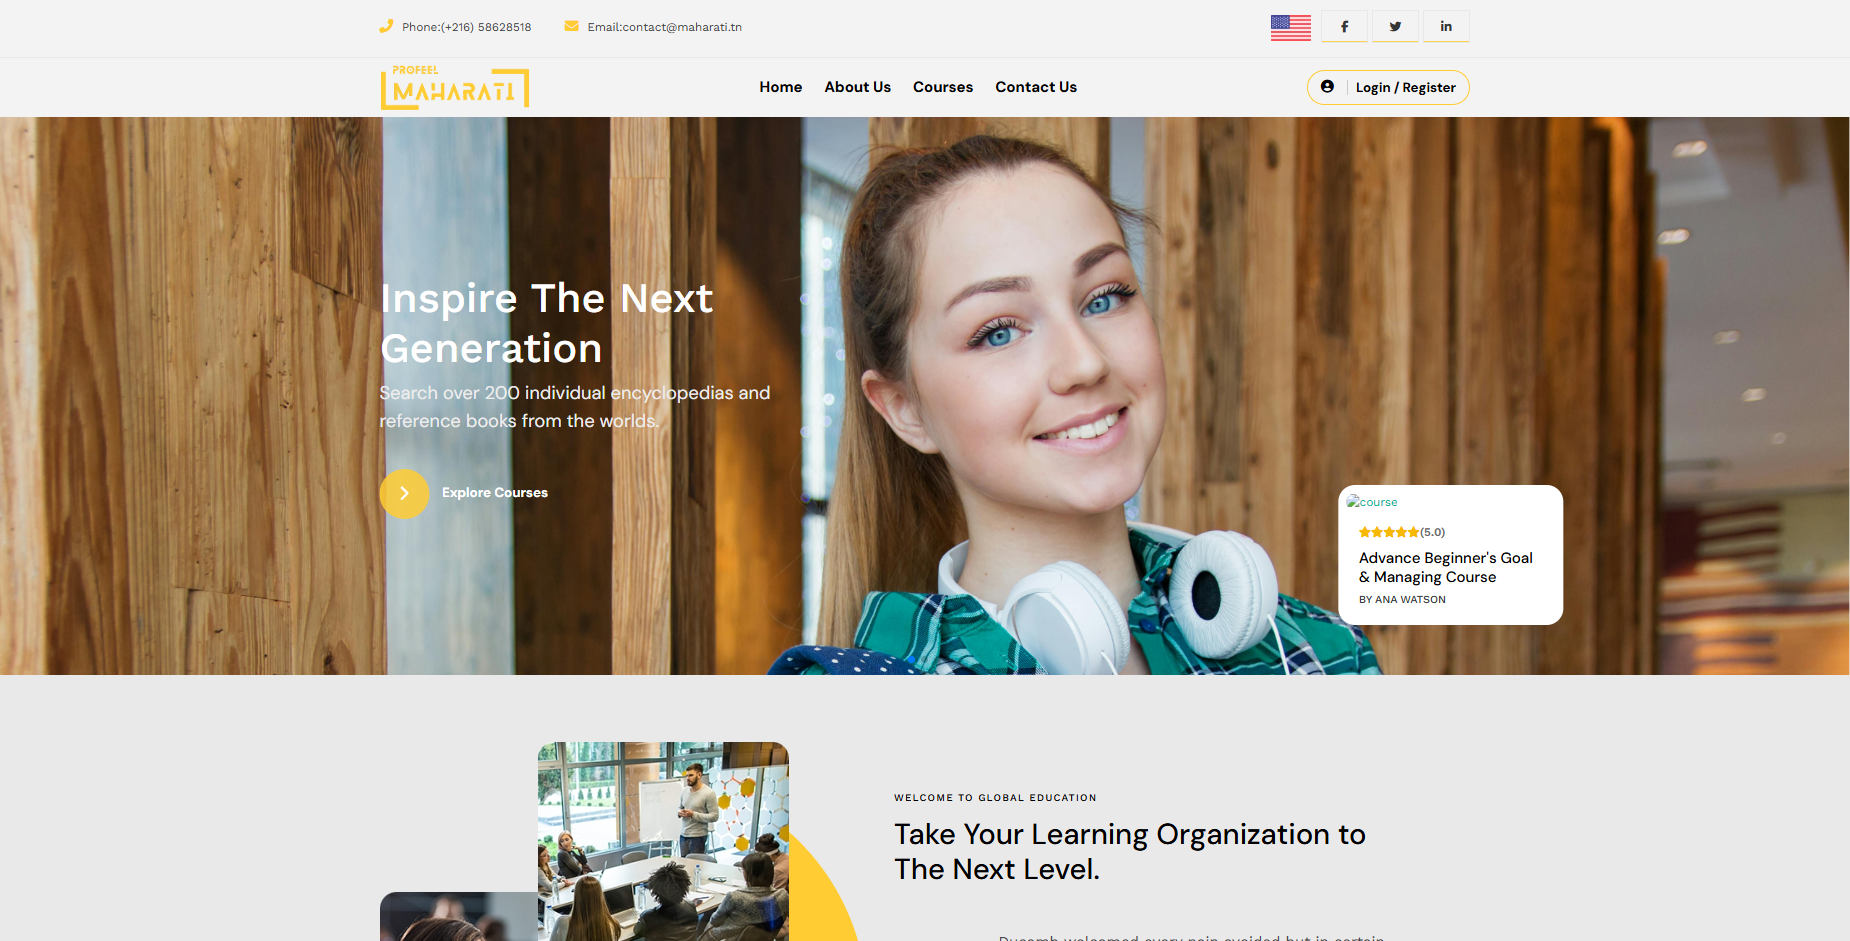 Phone:(+216) 58628518
Email:contact@maharati.tn
PROFEEL
MAHARATI
Home
About Us
Courses
Contact Us
Login / Register
Inspire The Next
Generation
Search over 200 individual encyclopedias and
reference books from the worlds.
Explore Courses
course
(5.0)
Advance Beginner's Goal
& Managing Course
BY ANA WATSON
WELCOME TO GLOBAL EDUCATION
Take Your Learning Organization to
The Next Level.